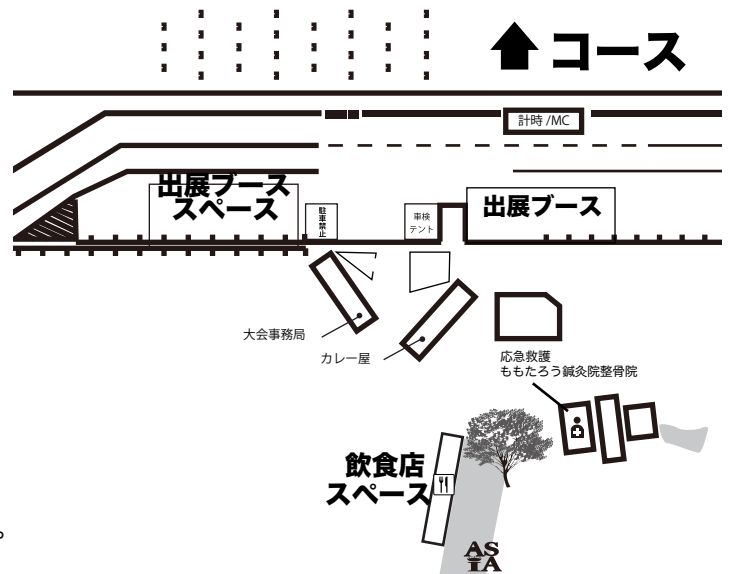 コース
計時/MC
出展ブース
スペース
駐車禁止
車検
テント
出展ブース
大会事務局
カレー屋
応急救護
ももたろう鍼灸院整骨院
飲食店
スペース
AS
IA